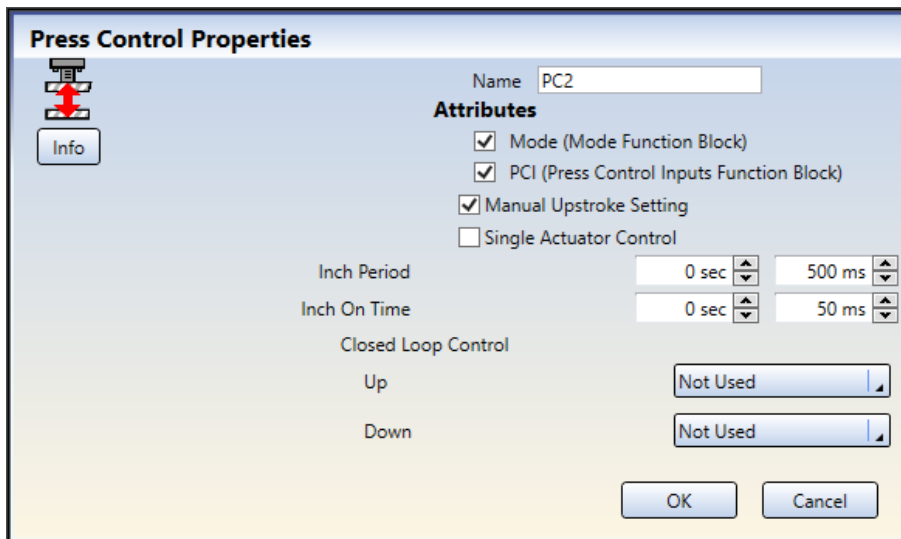 Press Control Properties
Name PC2
Attributes
Info
Mode (Mode Function Block)
PCI (Press Control Inputs Function Block)
Manual Upstroke Setting
Single Actuator Control
Inch Period 0 sec 500 ms
Inch On Time 0 sec 50 ms
Closed Loop Control
Up Not Used
Down Not Used
OK Cancel